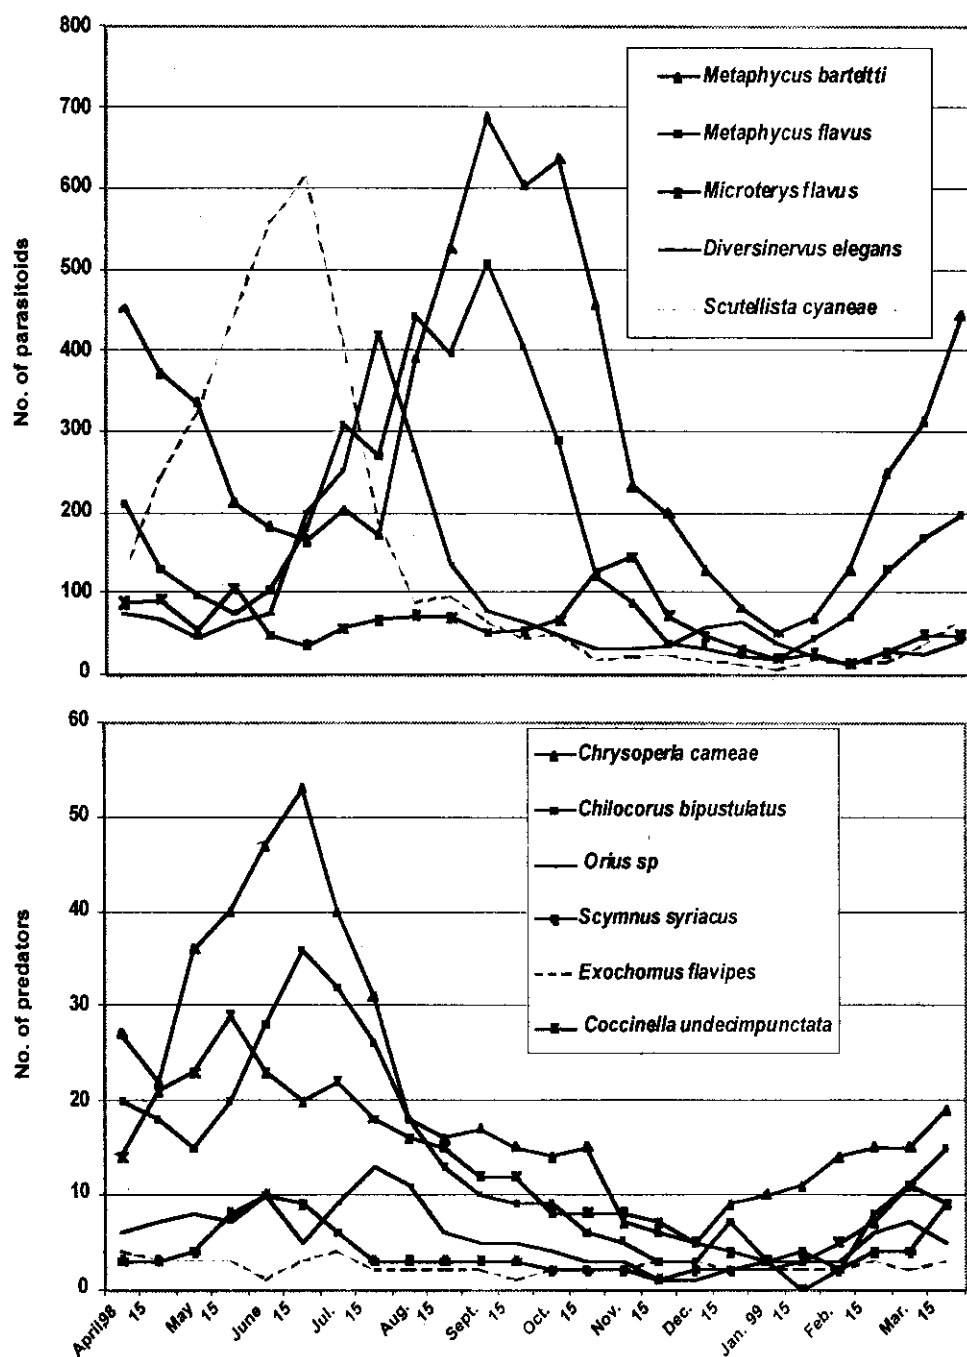 800
700
600
500
400
300
200
100
0
No. of parasitoids
Metaphycus barteitti
Metaphycus flavus
Microterys flavus
Diversinervus elegans
Scutellista cyaneae
60
50
40
30
20
10
0
No. of predators
Chrysoperla cameae
Chilocorus bipustulatus
Orius sp
Scymnus syriacus
Exochomus flavipes
Coccinella undecimpunctata
April,98 15 May 15 June 15 Jul. 15 Aug. 15 Sept. 15 Oct. 15 Nov. 15 Dec. 15 Jan. 99 15 Feb. 15 Mar. 15